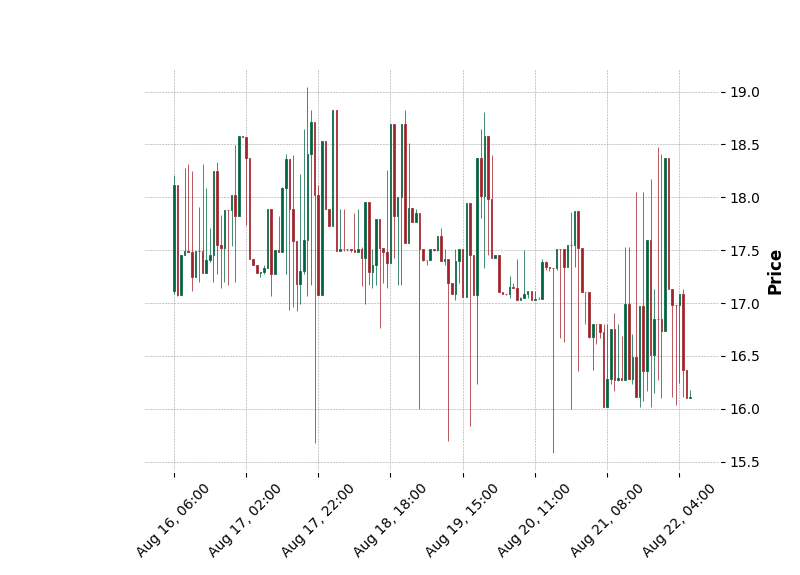 19.0
18.5
18.0
17.5
17.0
16.5
16.0
15.5
Price
Aug 16, 06:00
Aug 17, 02:00
Aug 17, 22:00
Aug 18, 18:00
Aug 19, 15:00
Aug 20, 11:00
Aug 21, 08:00
Aug 22, 04:00